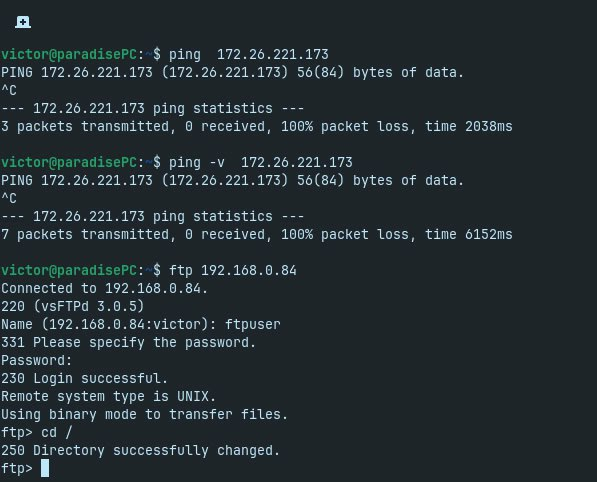 victor@paradisePC:~$ ping  172.26.221.173
PING 172.26.221.173 (172.26.221.173) 56(84) bytes of data.
^C
--- 172.26.221.173 ping statistics ---
3 packets transmitted, 0 received, 100% packet loss, time 2038ms
victor@paradisePC:~$ ping -v  172.26.221.173
PING 172.26.221.173 (172.26.221.173) 56(84) bytes of data.
^C
--- 172.26.221.173 ping statistics ---
7 packets transmitted, 0 received, 100% packet loss, time 6152ms
victor@paradisePC:~$ ftp 192.168.0.84
Connected to 192.168.0.84.
220 (vsFTPd 3.0.5)
Name (192.168.0.84:victor): ftpuser
331 Please specify the password.
Password:
230 Login successful.
Remote system type is UNIX.
Using binary mode to transfer files.
ftp> cd /
250 Directory successfully changed.
ftp>